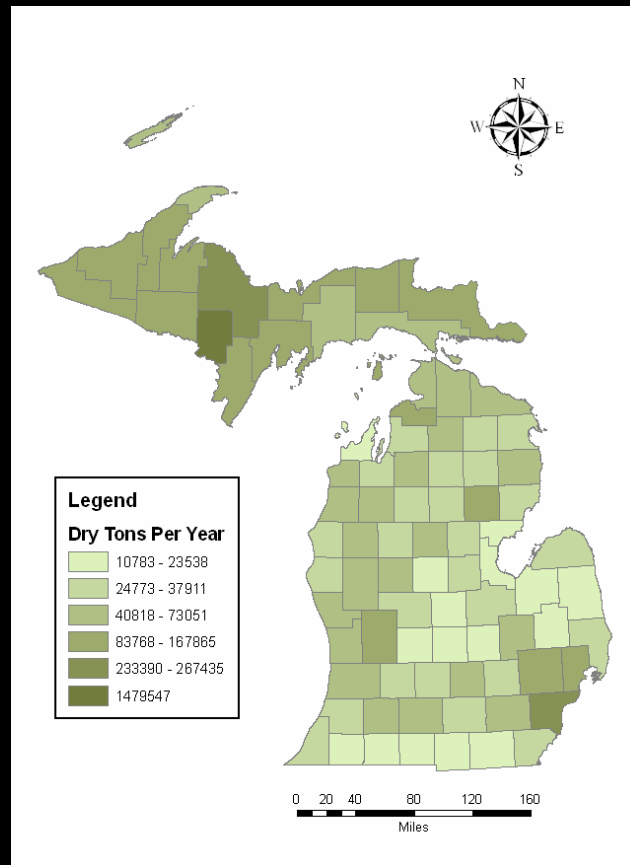 N
W E
S
Legend
Dry Tons Per Year
10783 - 23538
24773 - 37911
40818 - 73051
83768 - 167865
233390 - 267435
1479547
0 20 40 80 120 160
Miles